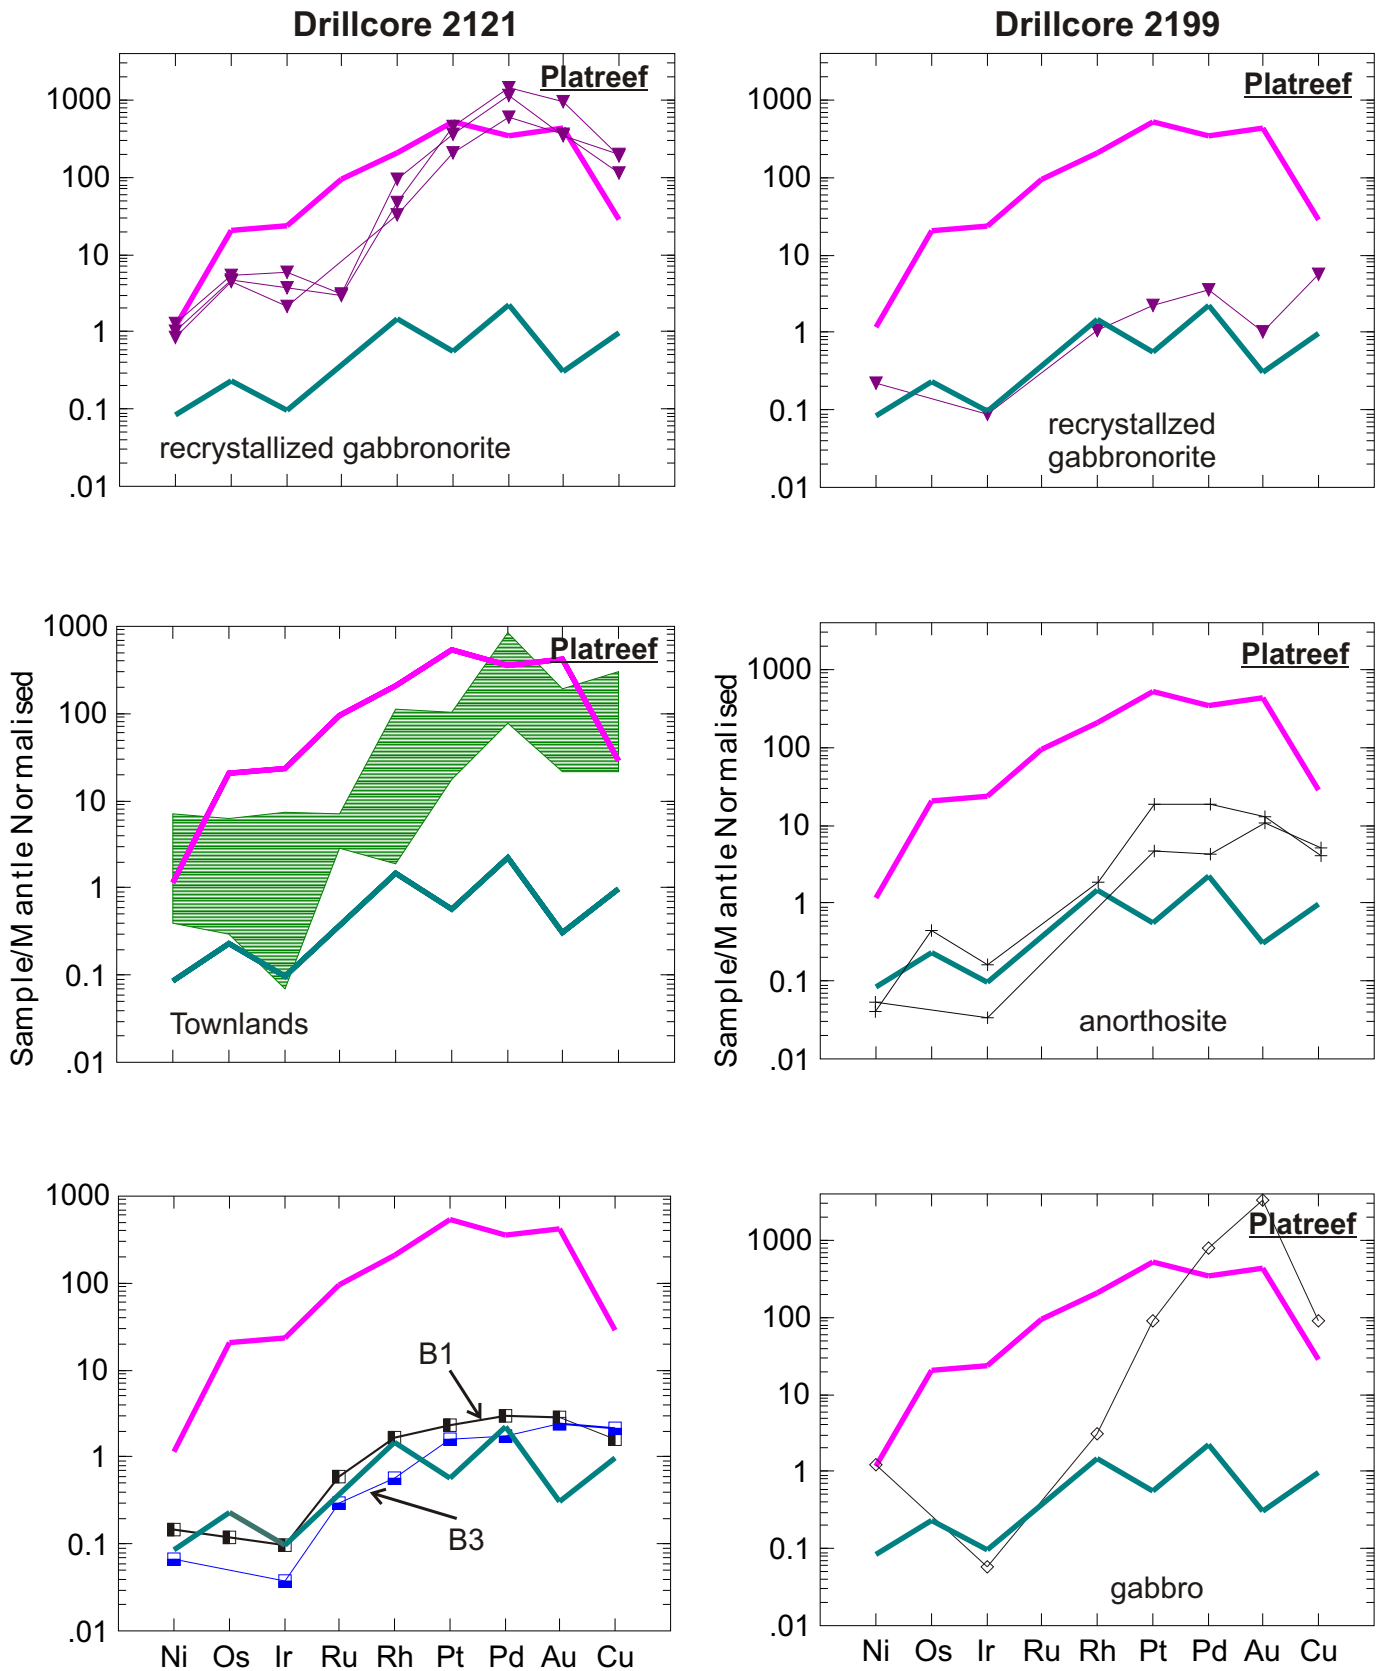 Drillcore 2121
Drillcore 2199
1000
100
10
1
0.1
.01
Platreef
recrystallized gabbronorite
1000
100
10
1
0.1
.01
Platreef
recrystallzed
gabbronorite
Sample/Mantle Normalised
1000
100
10
1
0.1
.01
Platreef
Townlands
Sample/Mantle Normalised
1000
100
10
1
0.1
.01
Platreef
anorthosite
1000
100
10
1
0.1
.01
B1
B3
Ni Os Ir Ru Rh Pt Pd Au Cu
1000
100
10
1
0.1
.01
Platreef
gabbro
Ni Os Ir Ru Rh Pt Pd Au Cu